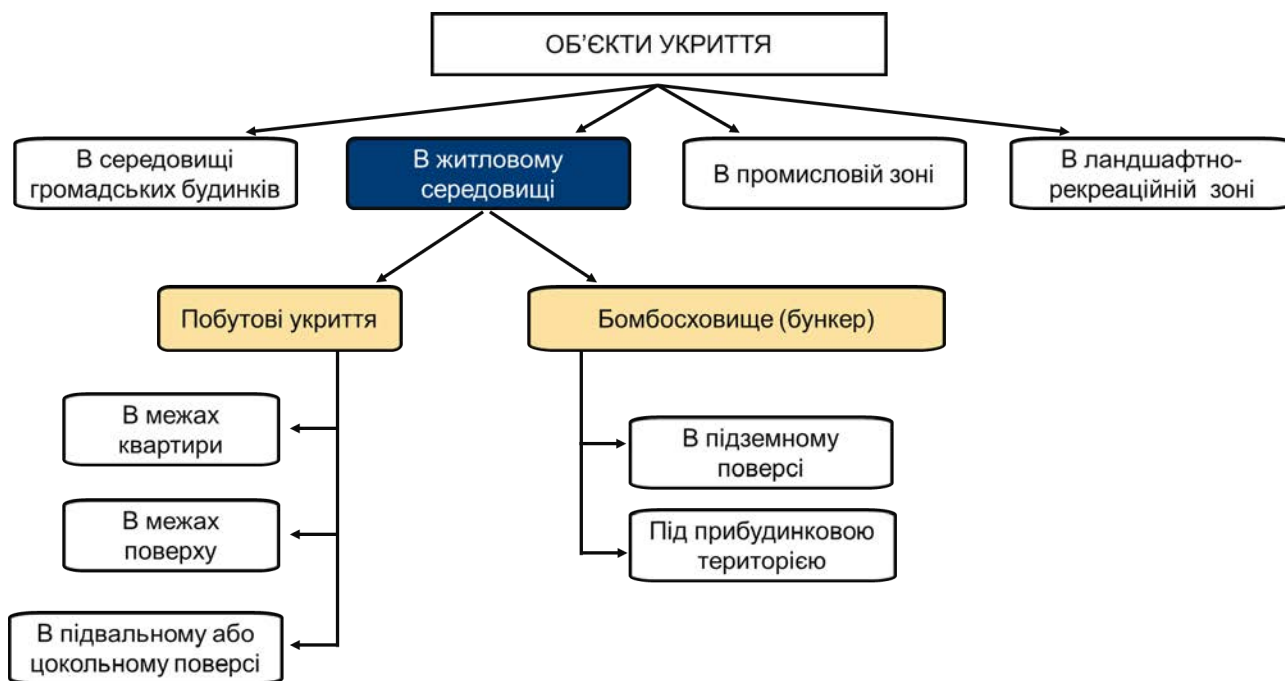 ОБ’ЄКТИ УКРИТТЯ
В середовищі
громадських будинків
В житловому
середовищі
В промисловій зоні
В ландшафтно-
рекреаційній зоні
Побутові укриття
Бомбосховище (бункер)
В межах
квартири
В межах
поверху
В підвальному або
цокольному поверсі
В підземному
поверсі
Під прибудинковою
територією